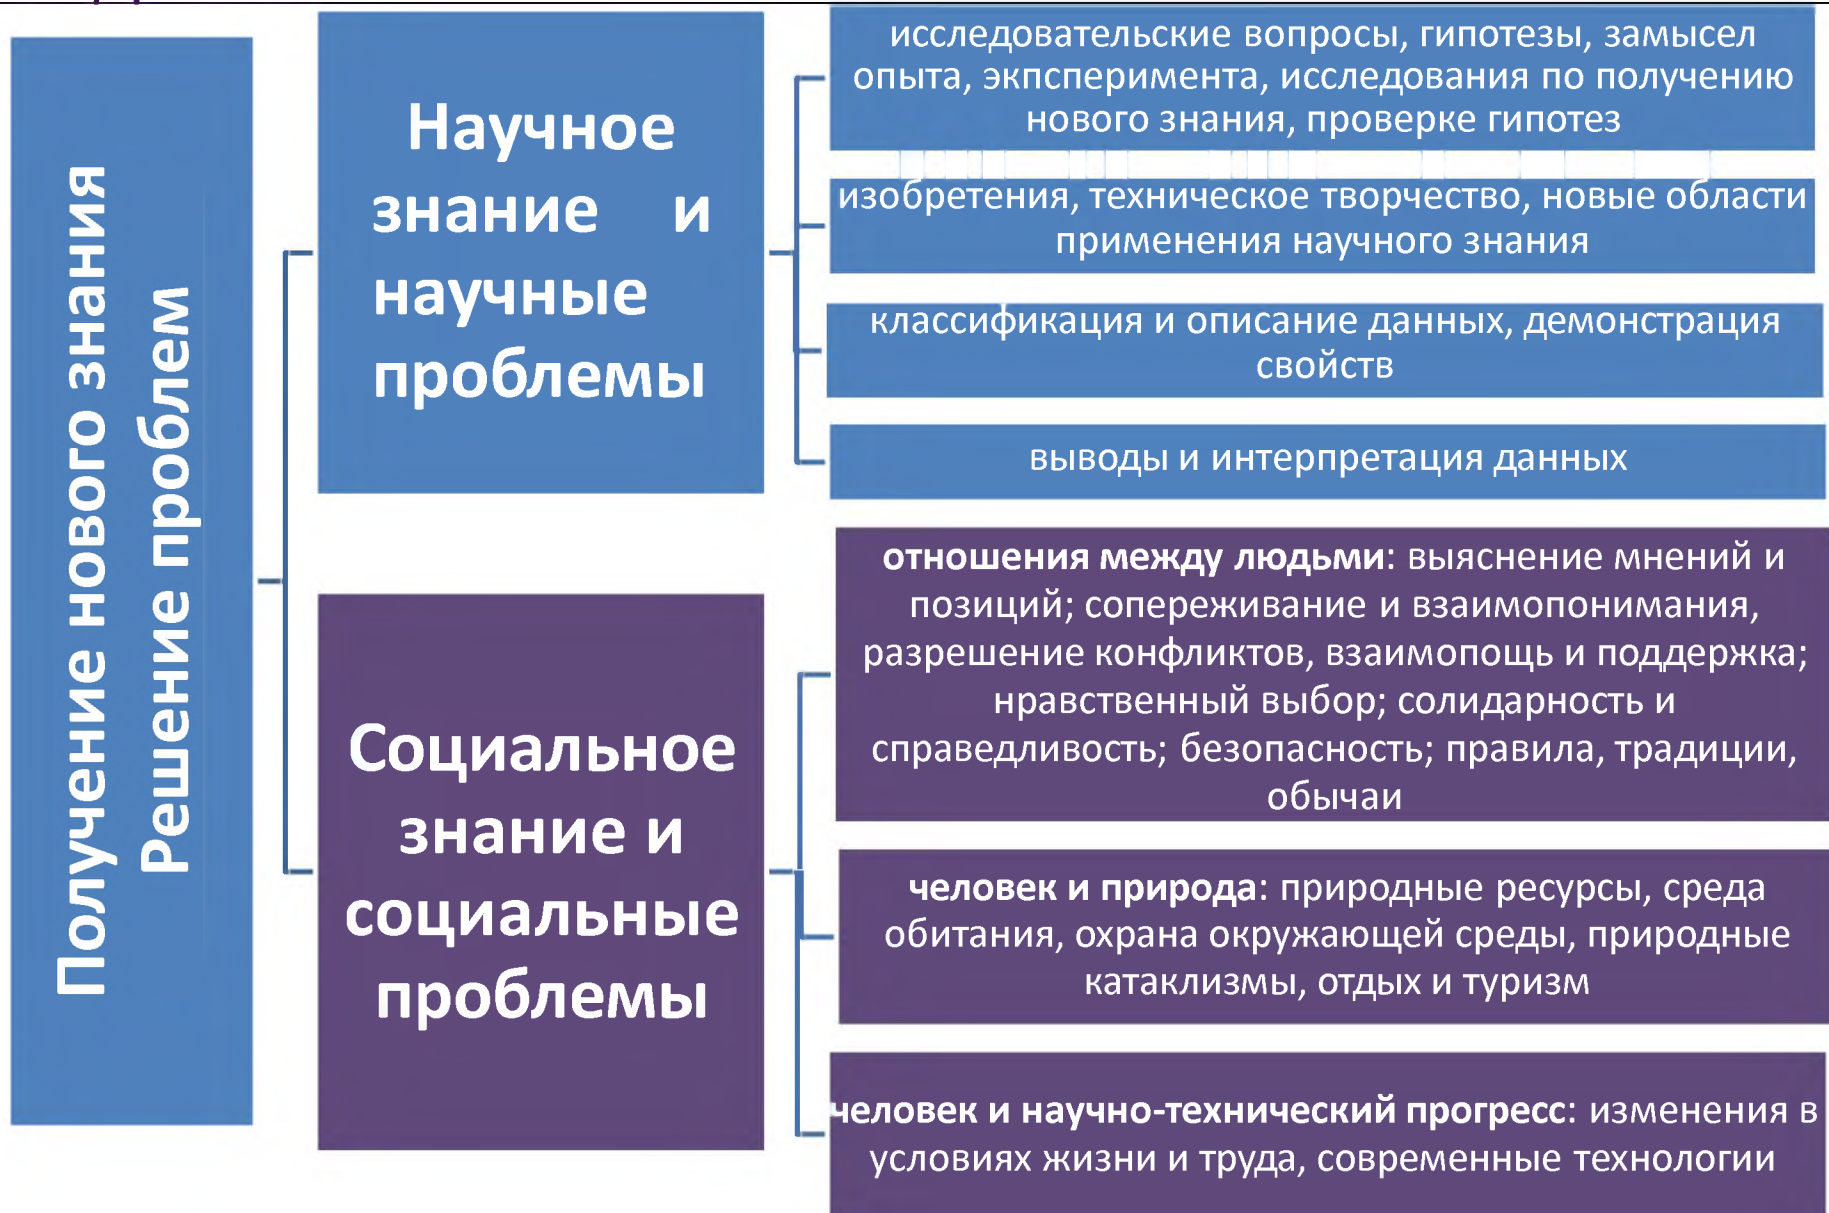 Получение нового знания
Решение проблем
Научное
знание и
научные
проблемы
исследовательские вопросы, гипотезы, замысел
опыта, экпсперимента, исследования по получению
нового знания, проверке гипотез
изобретения, техническое творчество, новые области
применения научного знания
классификация и описание данных, демонстрация
свойств
выводы и интерпретация данных
Социальное
знание и
социальные
проблемы
отношения между людьми: выяснение мнений и
позиций; сопереживание и взаимопонимания,
разрешение конфликтов, взаимопощь и поддержка;
нравственный выбор; солидарность и
справедливость; безопасность; правила, традиции,
обычаи
человек и природа: природные ресурсы, среда
обитания, охрана окружающей среды, природные
катаклизмы, отдых и туризм
человек и научно-технический прогресс: изменения в
условиях жизни и труда, современные технологии